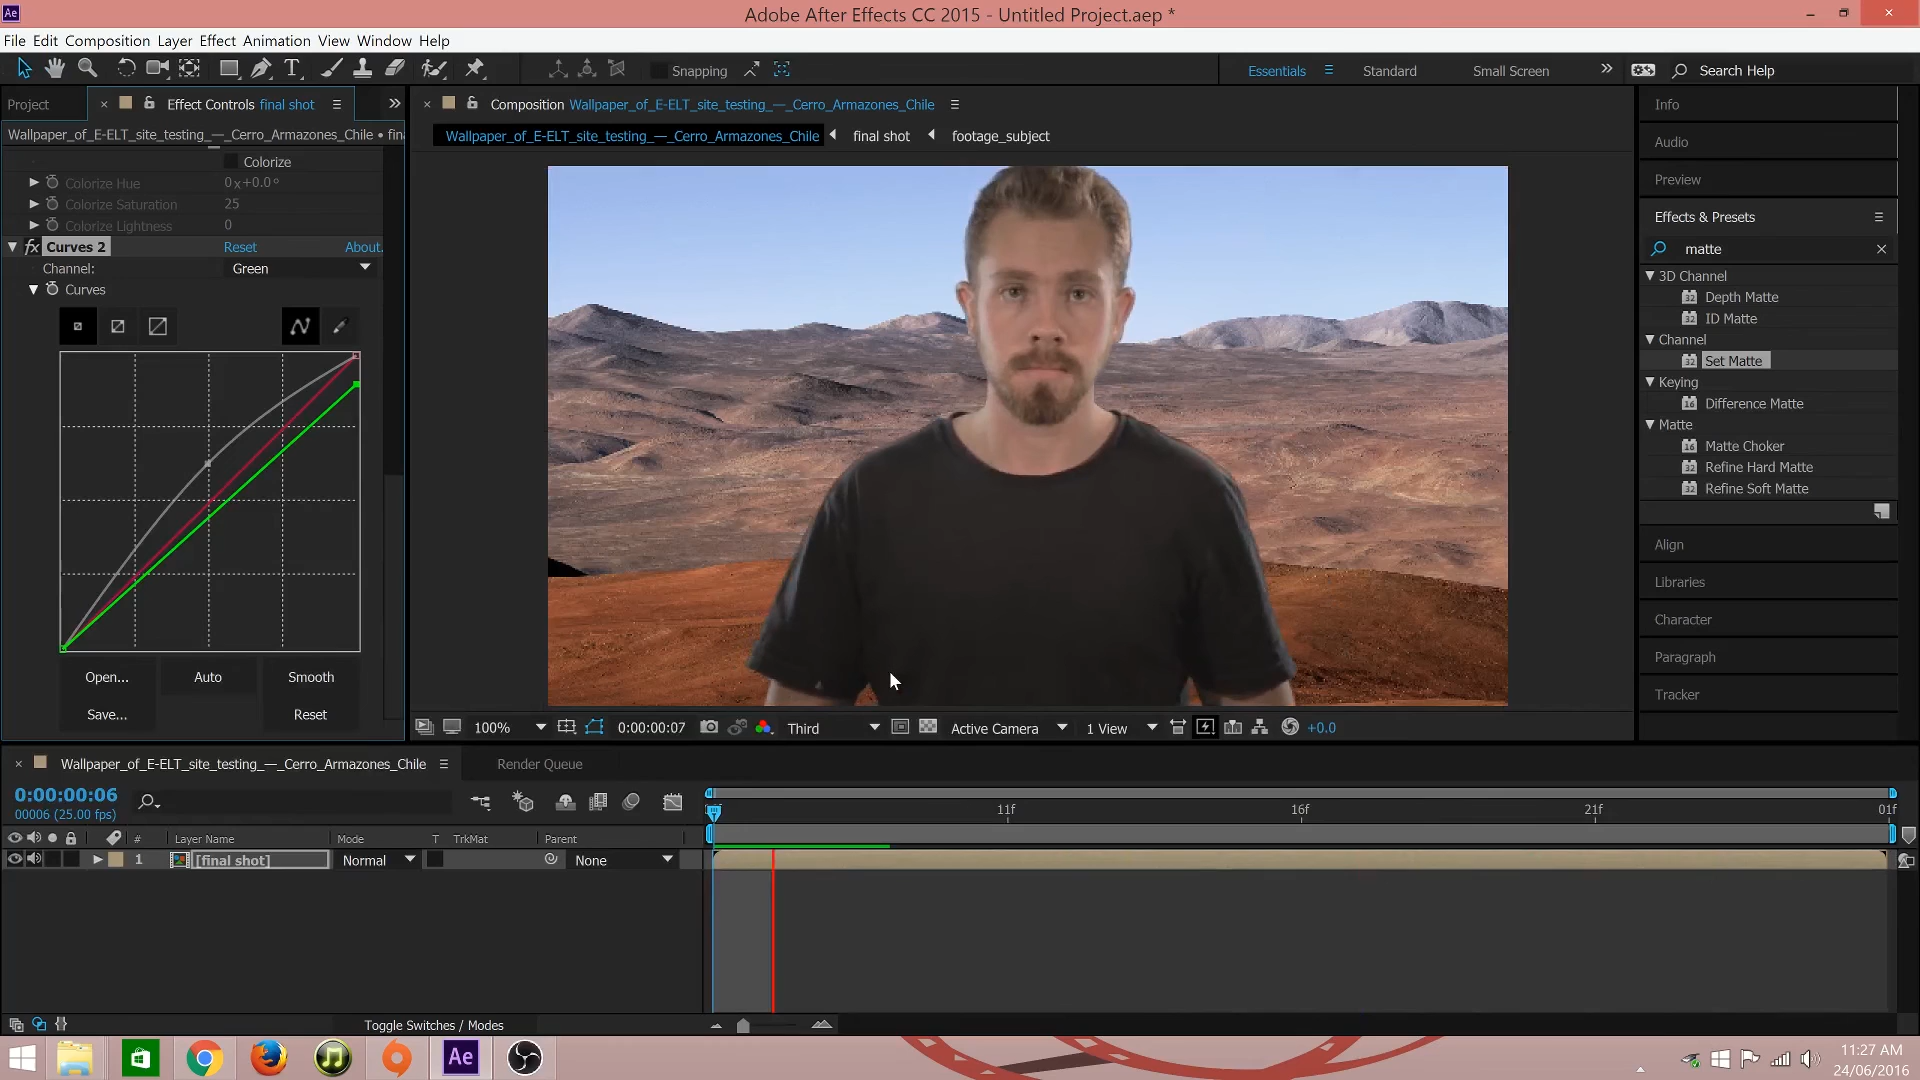 Ae
Adobe After Effects CC 2015 - Untitled Project.aep *
File Edit Composition Layer Effect Animation View Window Help
Snapping
Essentials
Standard
Small Screen
Search Help
Project
Effect Controls final shot
Composition Wallpaper_of_E-ELT_site_testing_—_Cerro_Armazones_Chile
Info
Wallpaper_of_E-ELT_site_testing_—_Cerro_Armazones_Chile • fina
Wallpaper_of_E-ELT_site_testing_—_Cerro_Armazones_Chile
final shot
footage_subject
Audio
Preview
Effects & Presets
matte
3D Channel
Depth Matte
ID Matte
Channel
Set Matte
Keying
Difference Matte
Matte
Matte Choker
Refine Hard Matte
Refine Soft Matte
Align
Libraries
Character
Paragraph
Tracker
Colorize
Colorize Hue 0x+0.0°
Colorize Saturation 25
Colorize Lightness 0
fx Curves 2 Reset About.
Channel: Green
Curves
Open... Auto Smooth
Save... Reset
100%
0:00:00:07
Third
Active Camera
1 View
+0.0
Wallpaper_of_E-ELT_site_testing_—_Cerro_Armazones_Chile
Render Queue
0:00:00:06
00006 (25.00 fps)
11f 16f 21f 01f
# Layer Name Mode T TrkMat Parent
1 [final shot] Normal None
Toggle Switches / Modes
Ae
11:27 AM
24/06/2016